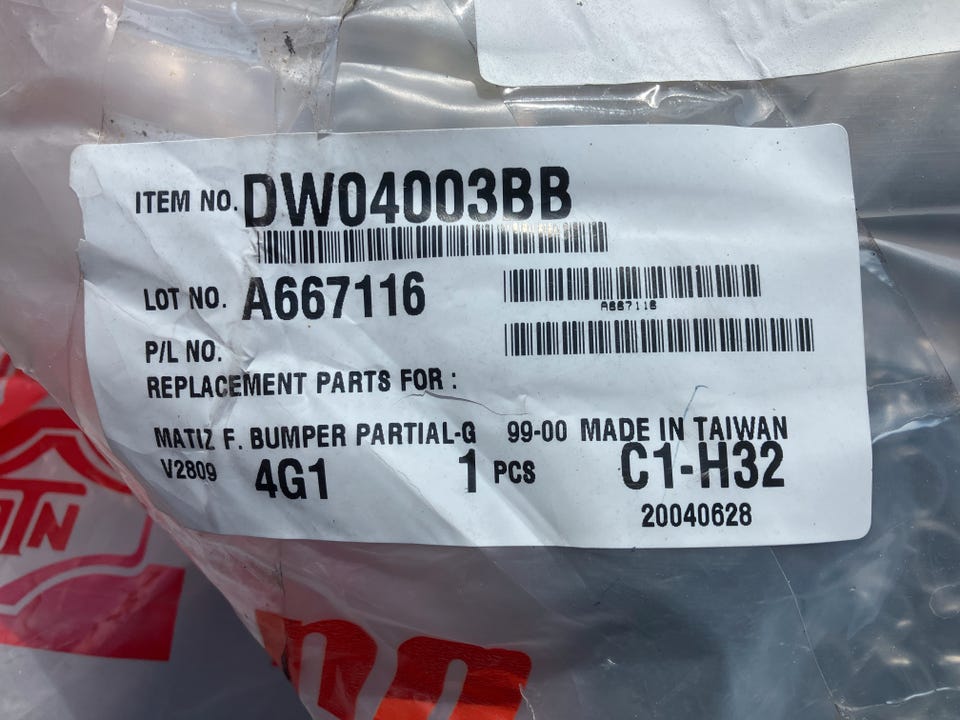 ITEM NO. DW04003BB
LOT NO. A667116
A667116
P/L NO.
REPLACEMENT PARTS FOR :
MATIZ F. BUMPER PARTIAL-G 99-00 MADE IN TAIWAN
V2809 4G1 1 PCS C1-H32
20040628